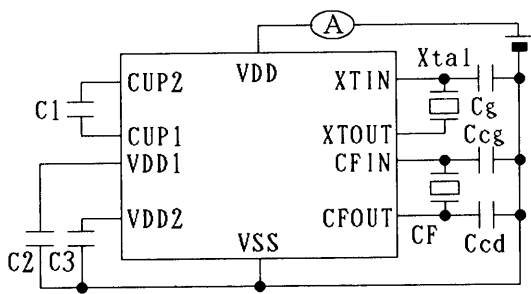 A
VDD
Xtal
CUP2
XTIN
C1
Cg
CUP1
XTOUT
Ccg
VDD1
CFIN
VDD2
CFOUT
CF
Ccd
C2
C3
VSS